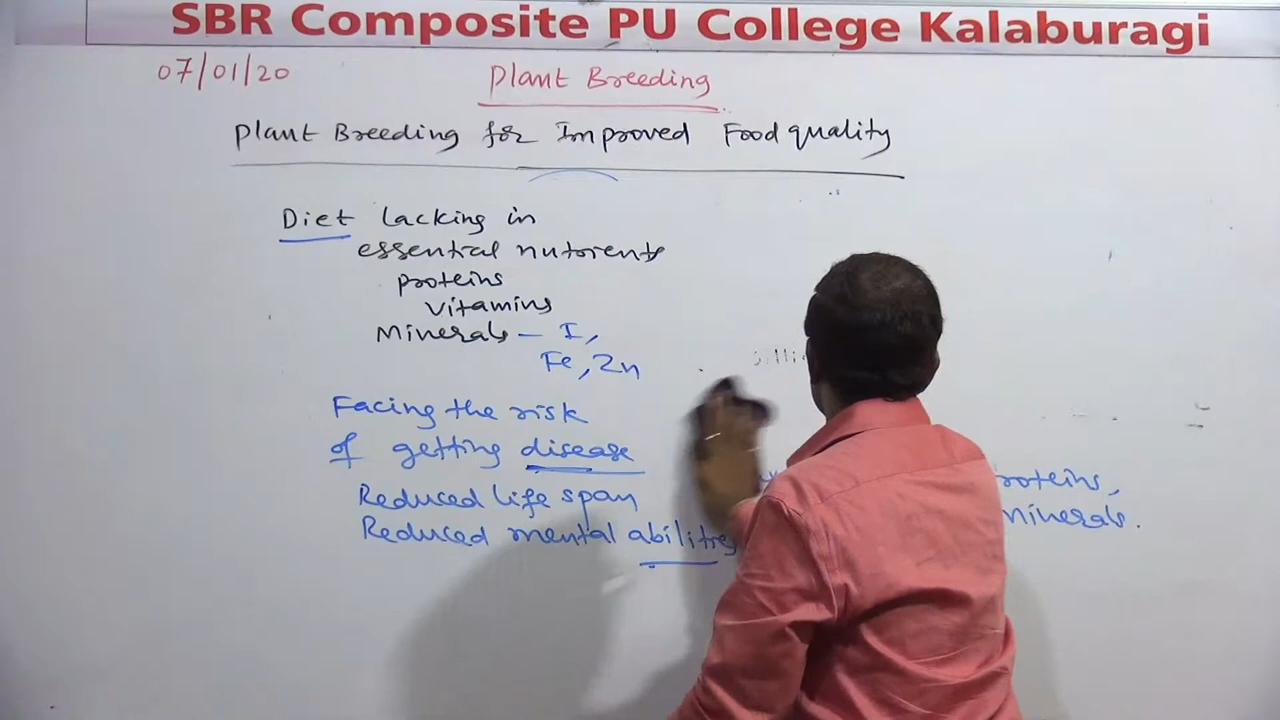 SBR Composite PU College Kalaburagi
07/01/20
Plant Breeding
Plant Breeding for Improved Food quality
Diet lacking in
essential nutrients
proteins
vitamins
Minerals – I,
Fe, Zn
Facing the risk
of getting disease
Reduced life span
Reduced mental abilities
roteins,
minerals.